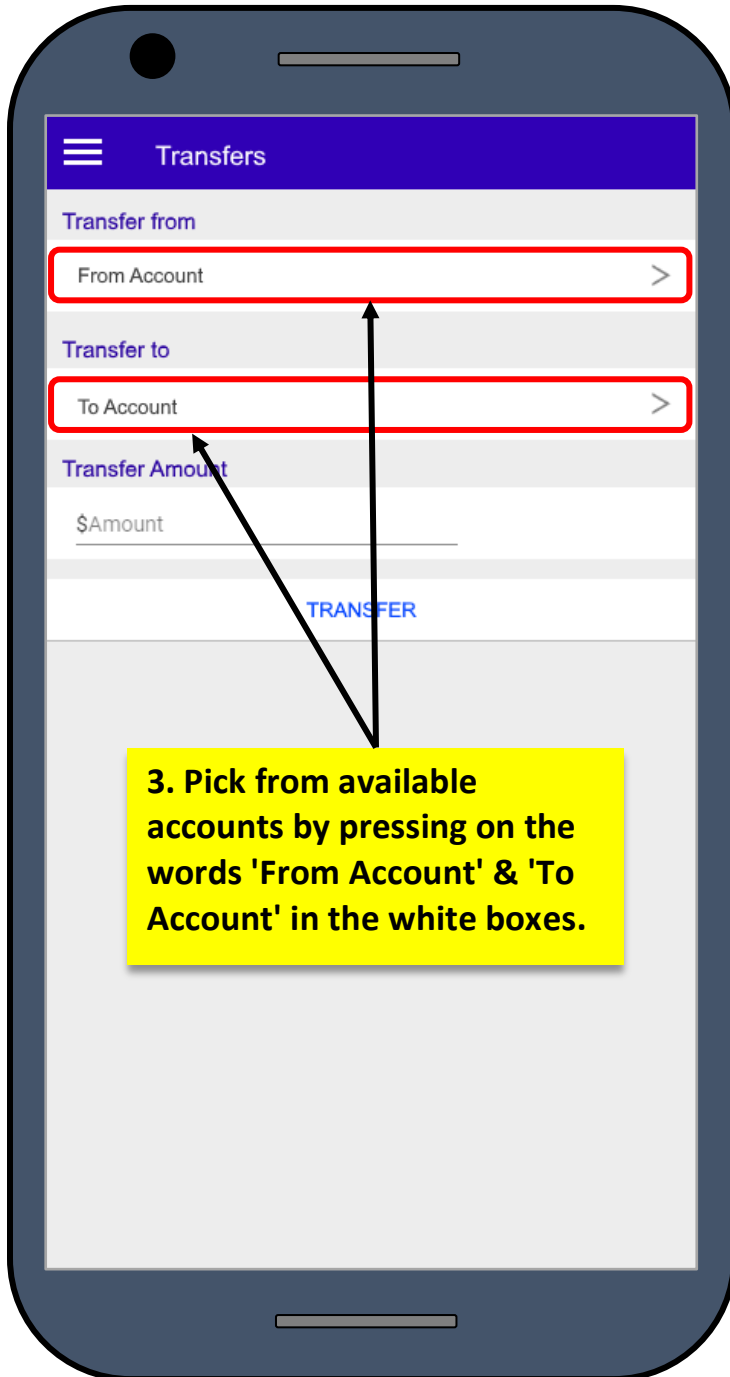 Transfers
Transfer from
From Account
>
Transfer to
To Account
>
Transfer Amount
$Amount
TRANSFER
3. Pick from available
accounts by pressing on the
words 'From Account' & 'To
Account' in the white boxes.